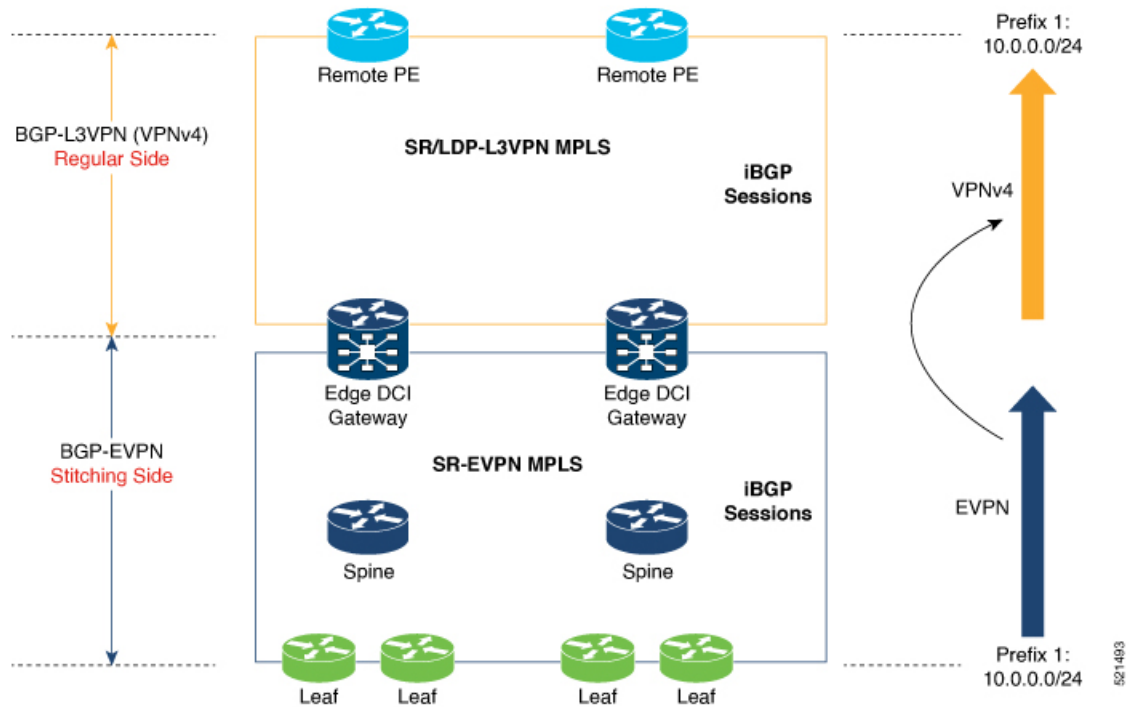 Prefix 1:
10.0.0.0/24
Remote PE
Remote PE
BGP-L3VPN (VPNv4)
Regular Side
SR/LDP-L3VPN MPLS
iBGP
Sessions
VPNv4
Edge DCI
Gateway
Edge DCI
Gateway
BGP-EVPN
Stitching Side
SR-EVPN MPLS
iBGP
Sessions
EVPN
Spine
Spine
Leaf
Leaf
Leaf
Leaf
Prefix 1:
10.0.0.0/24
521493